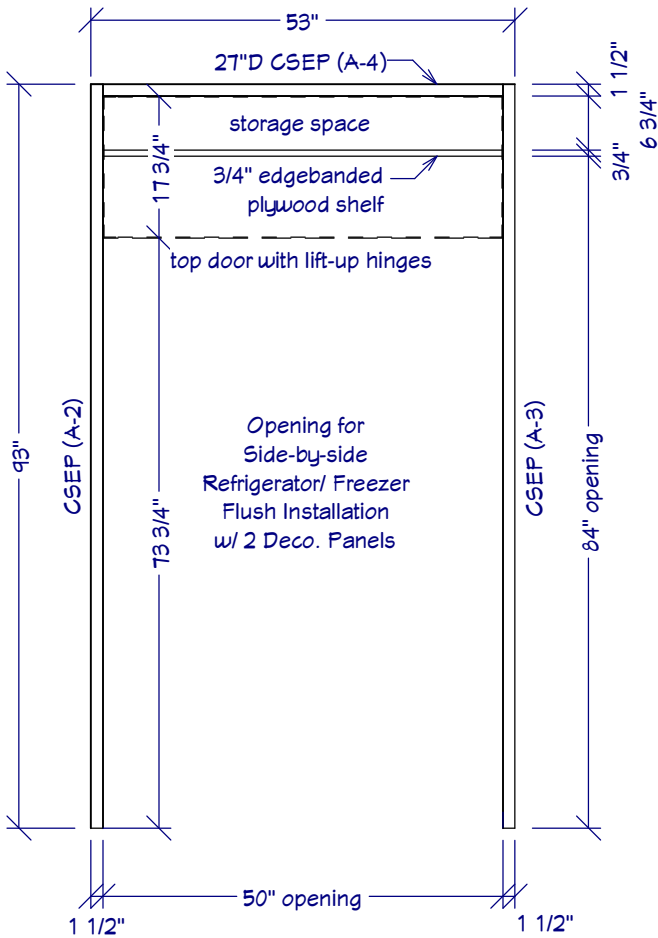 53"
27"D CSEP (A-4)
1 1/2"
6 3/4"
3/4"
storage space
17 3/4"
3/4" edgebanded
plywood shelf
top door with lift-up hinges
93"
CSEP (A-2)
Opening for
Side-by-side
Refrigerator/ Freezer
Flush Installation
w/ 2 Deco. Panels
73 3/4"
CSEP (A-3)
84" opening
50" opening
1 1/2"
1 1/2"